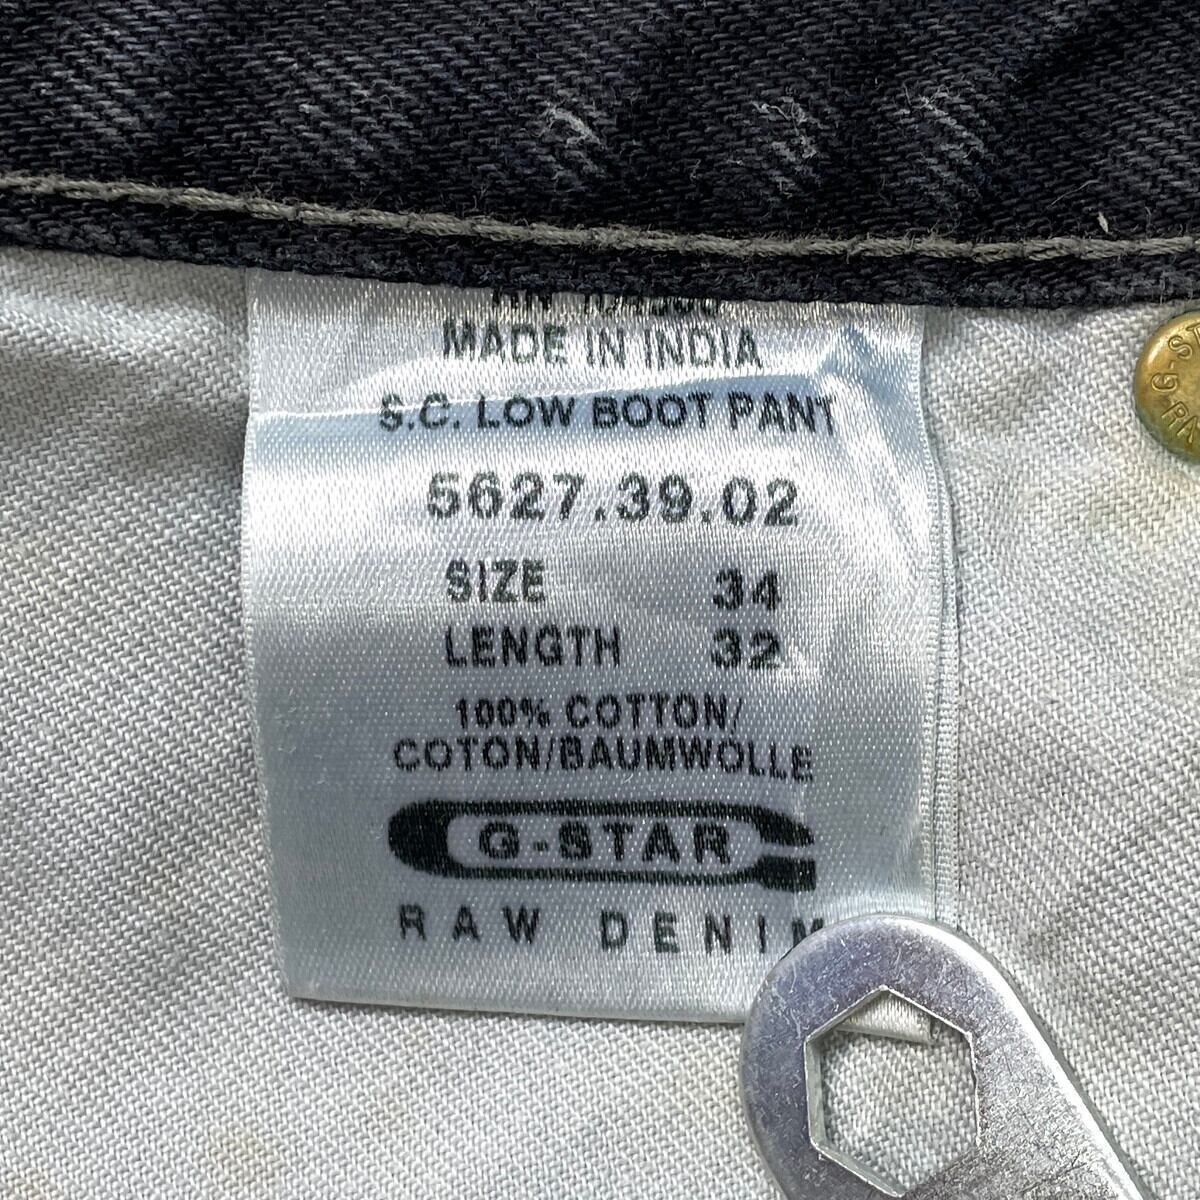 MADE IN INDIA
S.C. LOW BOOT PANT
5627.39.02
SIZE 34
LENGTH 32
100% COTTON/
COTON/BAUMWOLLE
G-STAR
RAW DENIM
G-ST